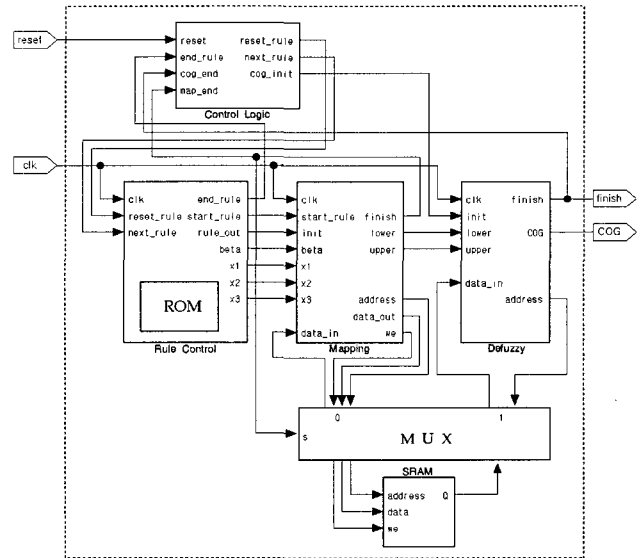 reset
reset reset_rule
end_rule next_rule
cog_end cog_init
map_end
Control Logic
clk
clk end_rule
reset_rule start_rule
next_rule rule_out
beta
x1
x2
x3
ROM
Rule Control
clk
start_rule finish
init lower
beta upper
x1
x2
x3 address
data_out
data_in we
Mapping
clk finish
init
lower COG
upper
data_in
address
Defuzzy
finish
COG
0 1
s MUX
SRAM
address Q
data
we